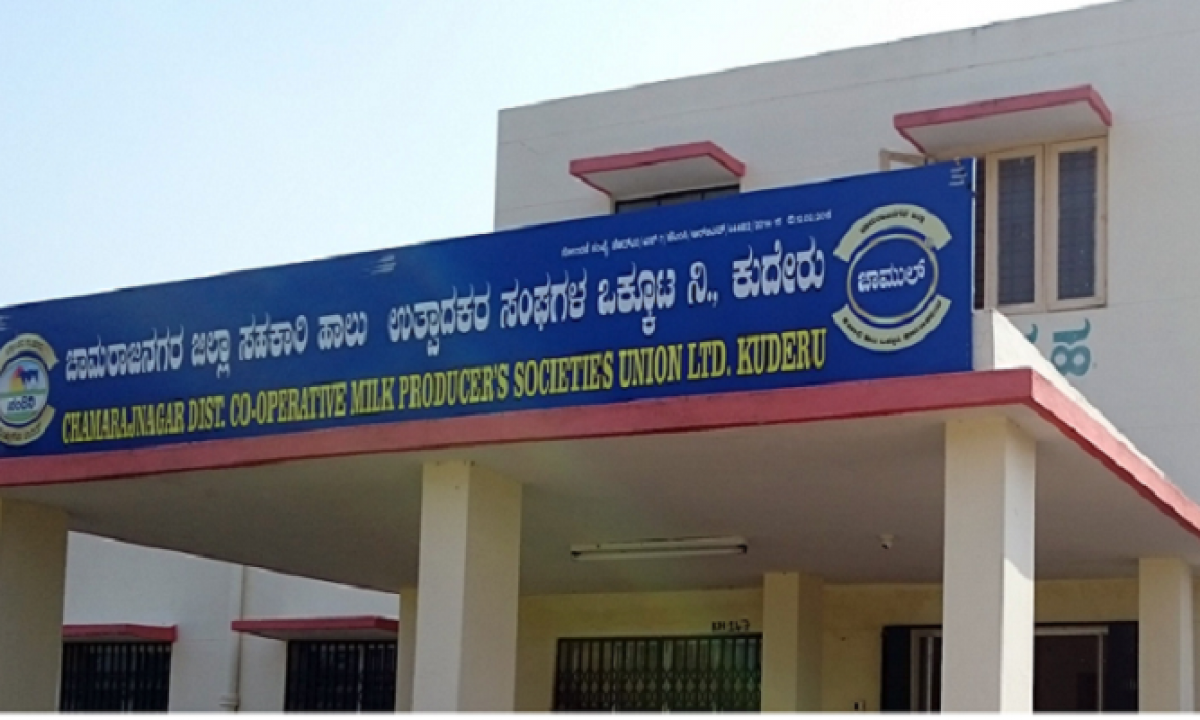 ಚಾಮರಾಜನಗರ ಜಿಲ್ಲಾ ಸಹಕಾರಿ ಹಾಲು ಉತ್ಪಾದಕರ ಸಂಘಗಳ ಒಕ್ಕೂಟ ನಿ., ಕುದೇರು
CHAMARAJNAGAR DIST. CO-OPERATIVE MILK PRODUCER'S SOCIETIES UNION LTD. KUDERU
ನಂದಿನಿ
ಚಾಮುಲ್